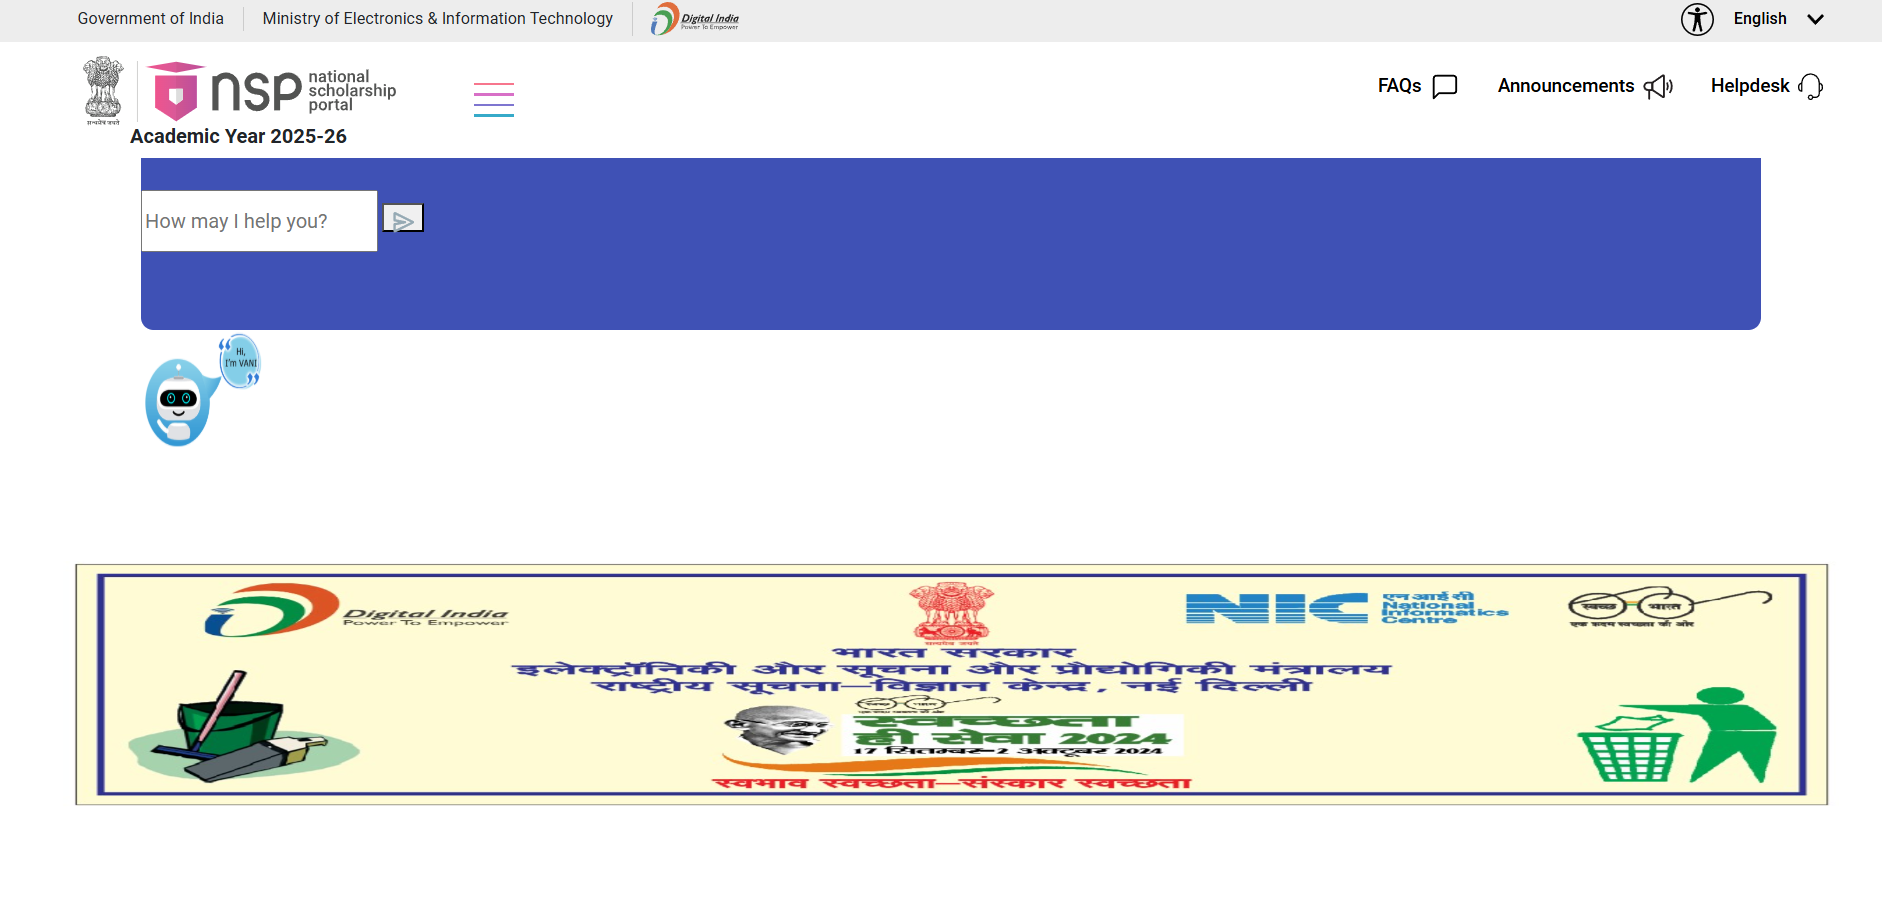 Government of India
Ministry of Electronics & Information Technology
Digital India
Power To Empower
English
सत्यमेव जयते
nsp national scholarship portal
FAQs
Announcements
Helpdesk
Academic Year 2025-26
How may I help you?
Hi,
I'm VANI
Digital India
Power To Empower
सत्यमेव जयते
NIC
एन आई सी
National
Informatics
Centre
स्वच्छ भारत
एक कदम स्वच्छता की ओर
भारत सरकार
इलेक्ट्रॉनिकी और सूचना और प्रौद्योगिकी मंत्रालय
राष्ट्रीय सूचना–विज्ञान केन्द्र, नई दिल्ली
स्वच्छता
ही सेवा 2024
17 सितम्बर–2 अक्टूबर 2024
स्वभाव स्वच्छता–संस्कार स्वच्छता